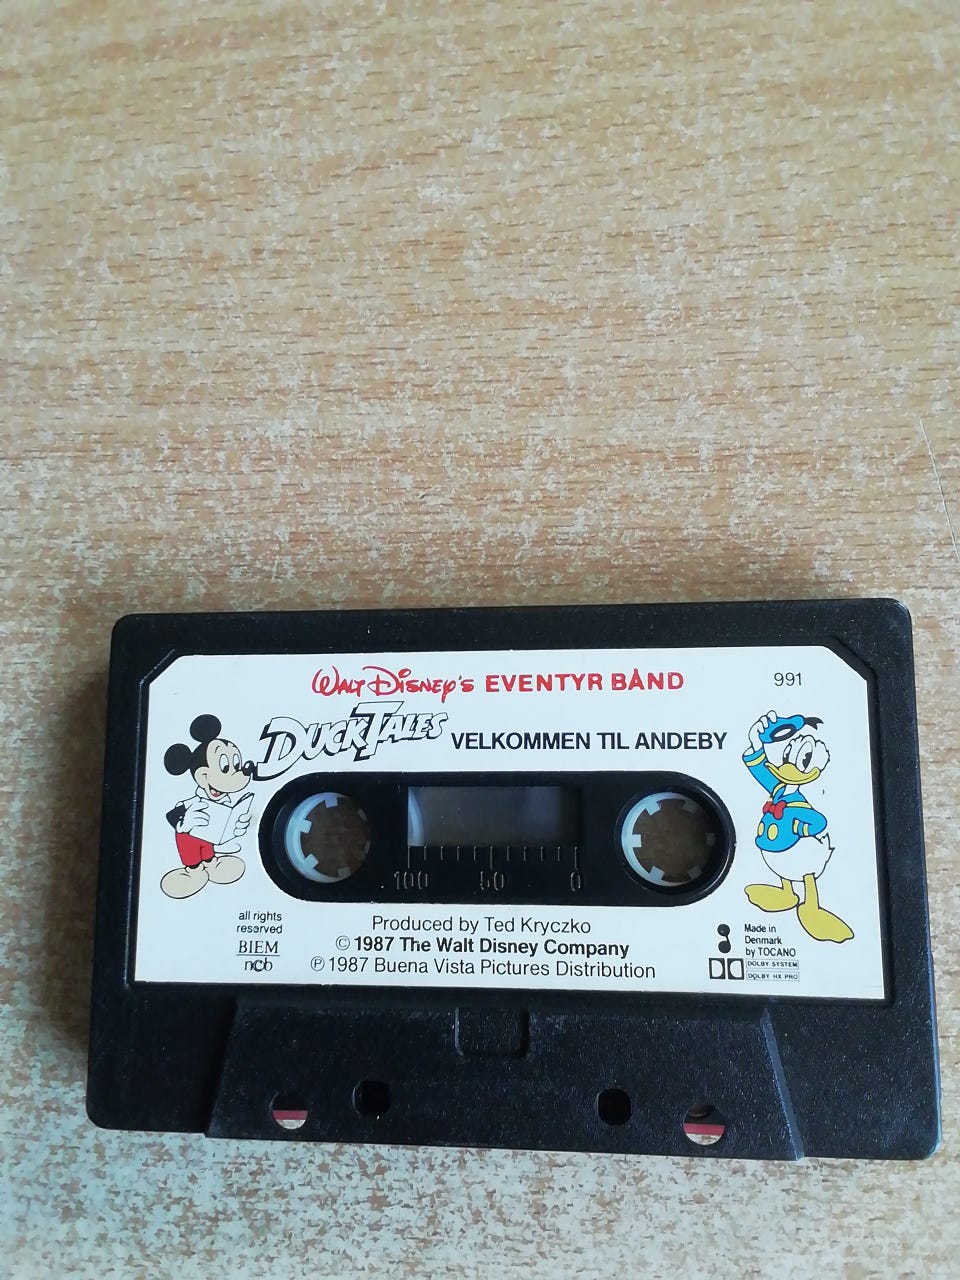 WALT DISNEY'S EVENTYR BÅND
991
DUCKTALES VELKOMMEN TIL ANDEBY
100 50 0
all rights
reserved
BIEM
ncb
Produced by Ted Kryczko
© 1987 The Walt Disney Company
℗ 1987 Buena Vista Pictures Distribution
Made in
Denmark
by TOCANO
DOLBY SYSTEM
DOLBY HX PRO